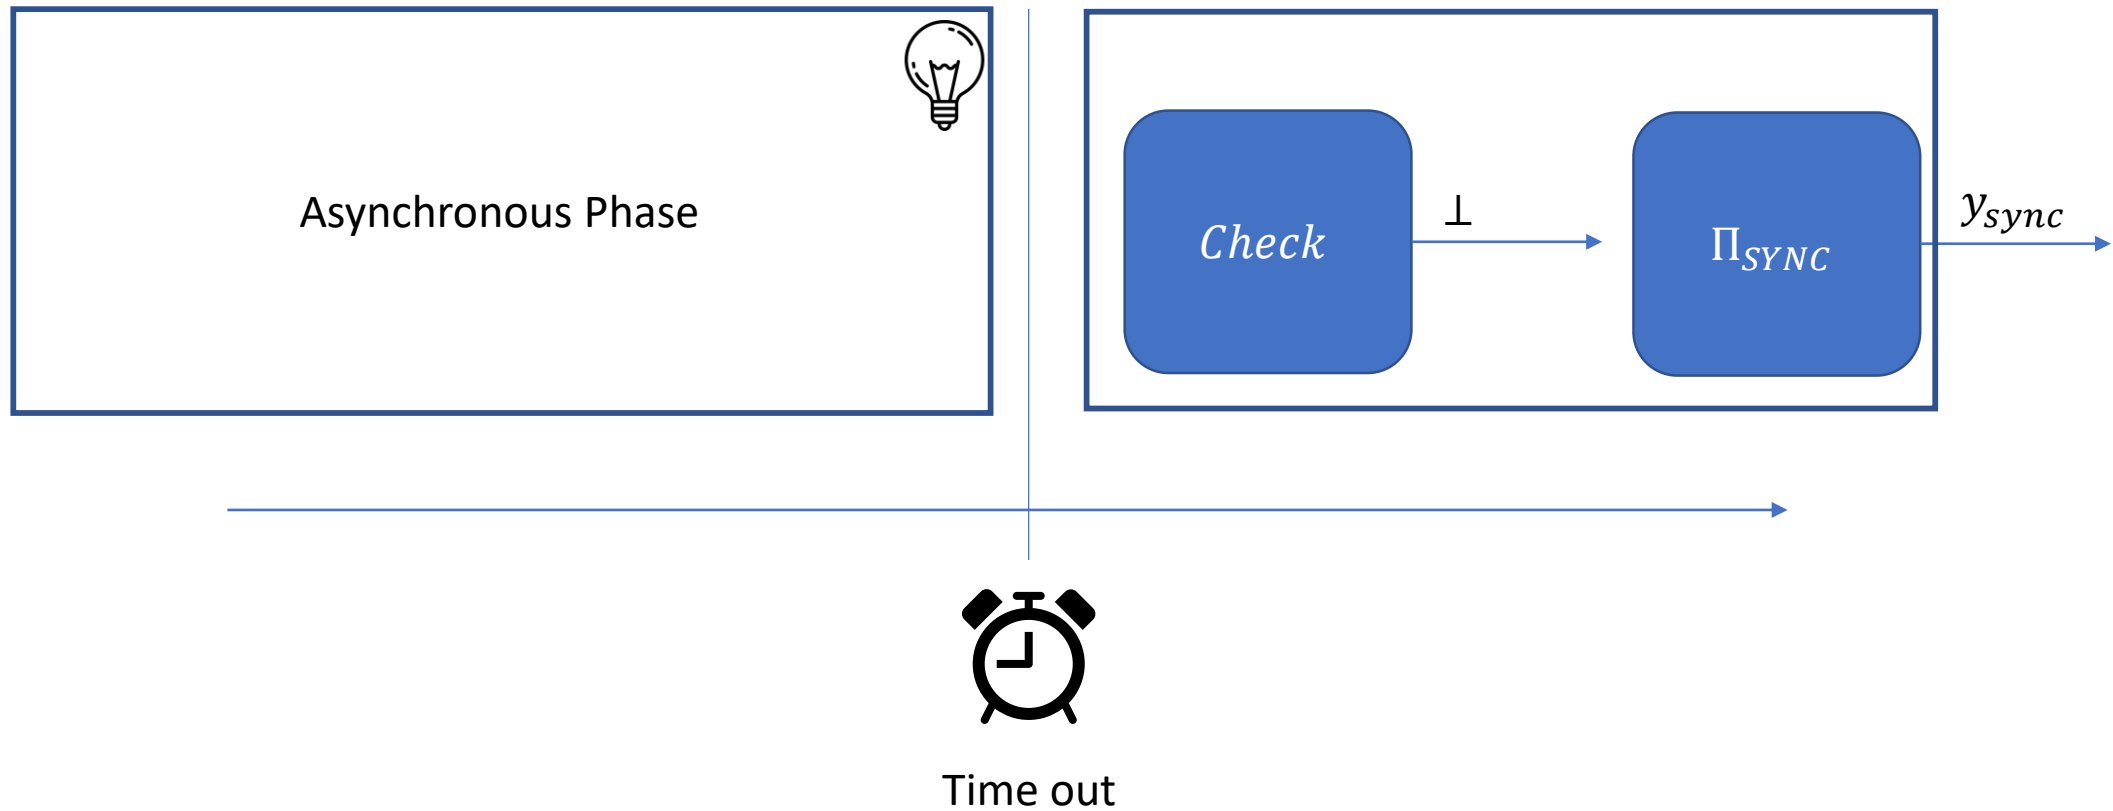 Asynchronous Phase
Check
⊥
Π_SYNC
y_sync
Time out